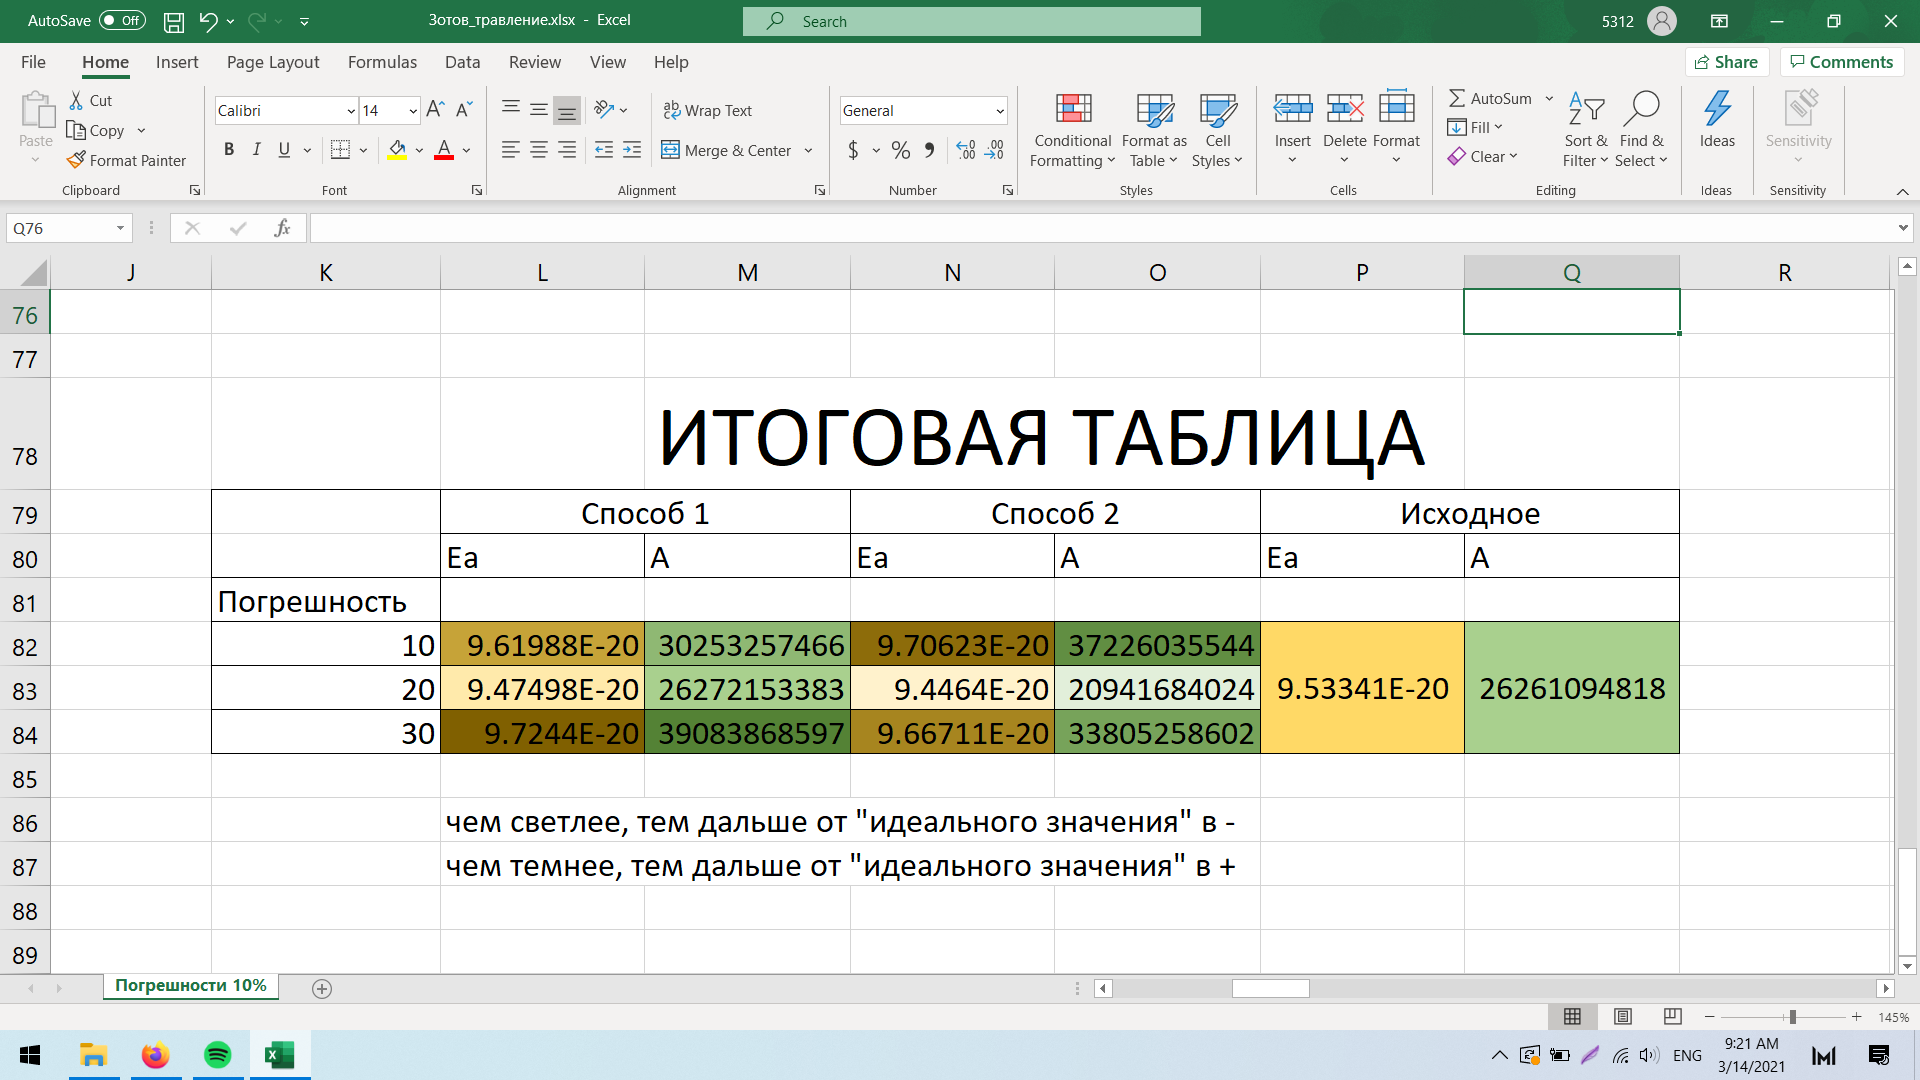 AutoSave Off Зотов_травление.xlsx - Excel Search 5312
File Home Insert Page Layout Formulas Data Review View Help Share Comments
Paste Cut Copy Format Painter Clipboard
Calibri 14 A A B I U A Font
ab Wrap Text Merge & Center Alignment
General $ % 9 .00 Number
Conditional Formatting Format as Table Cell Styles Styles
Insert Delete Format Cells
AutoSum Fill Clear Sort & Filter Find & Select Editing
Ideas Ideas
Sensitivity Sensitivity
Q76 fx
J K L M N O P Q R
76
77
78 ИТОГОВАЯ ТАБЛИЦА
79 Способ 1 Способ 2 Исходное
80 Ea A Ea A Ea A
81 Погрешность
82 10 9.61988E-20 30253257466 9.70623E-20 37226035544
83 20 9.47498E-20 26272153383 9.4464E-20 20941684024 9.53341E-20 26261094818
84 30 9.7244E-20 39083868597 9.66711E-20 33805258602
85
86 чем светлее, тем дальше от "идеального значения" в -
87 чем темнее, тем дальше от "идеального значения" в +
88
89
Погрешности 10%
145%
ENG 9:21 AM
3/14/2021